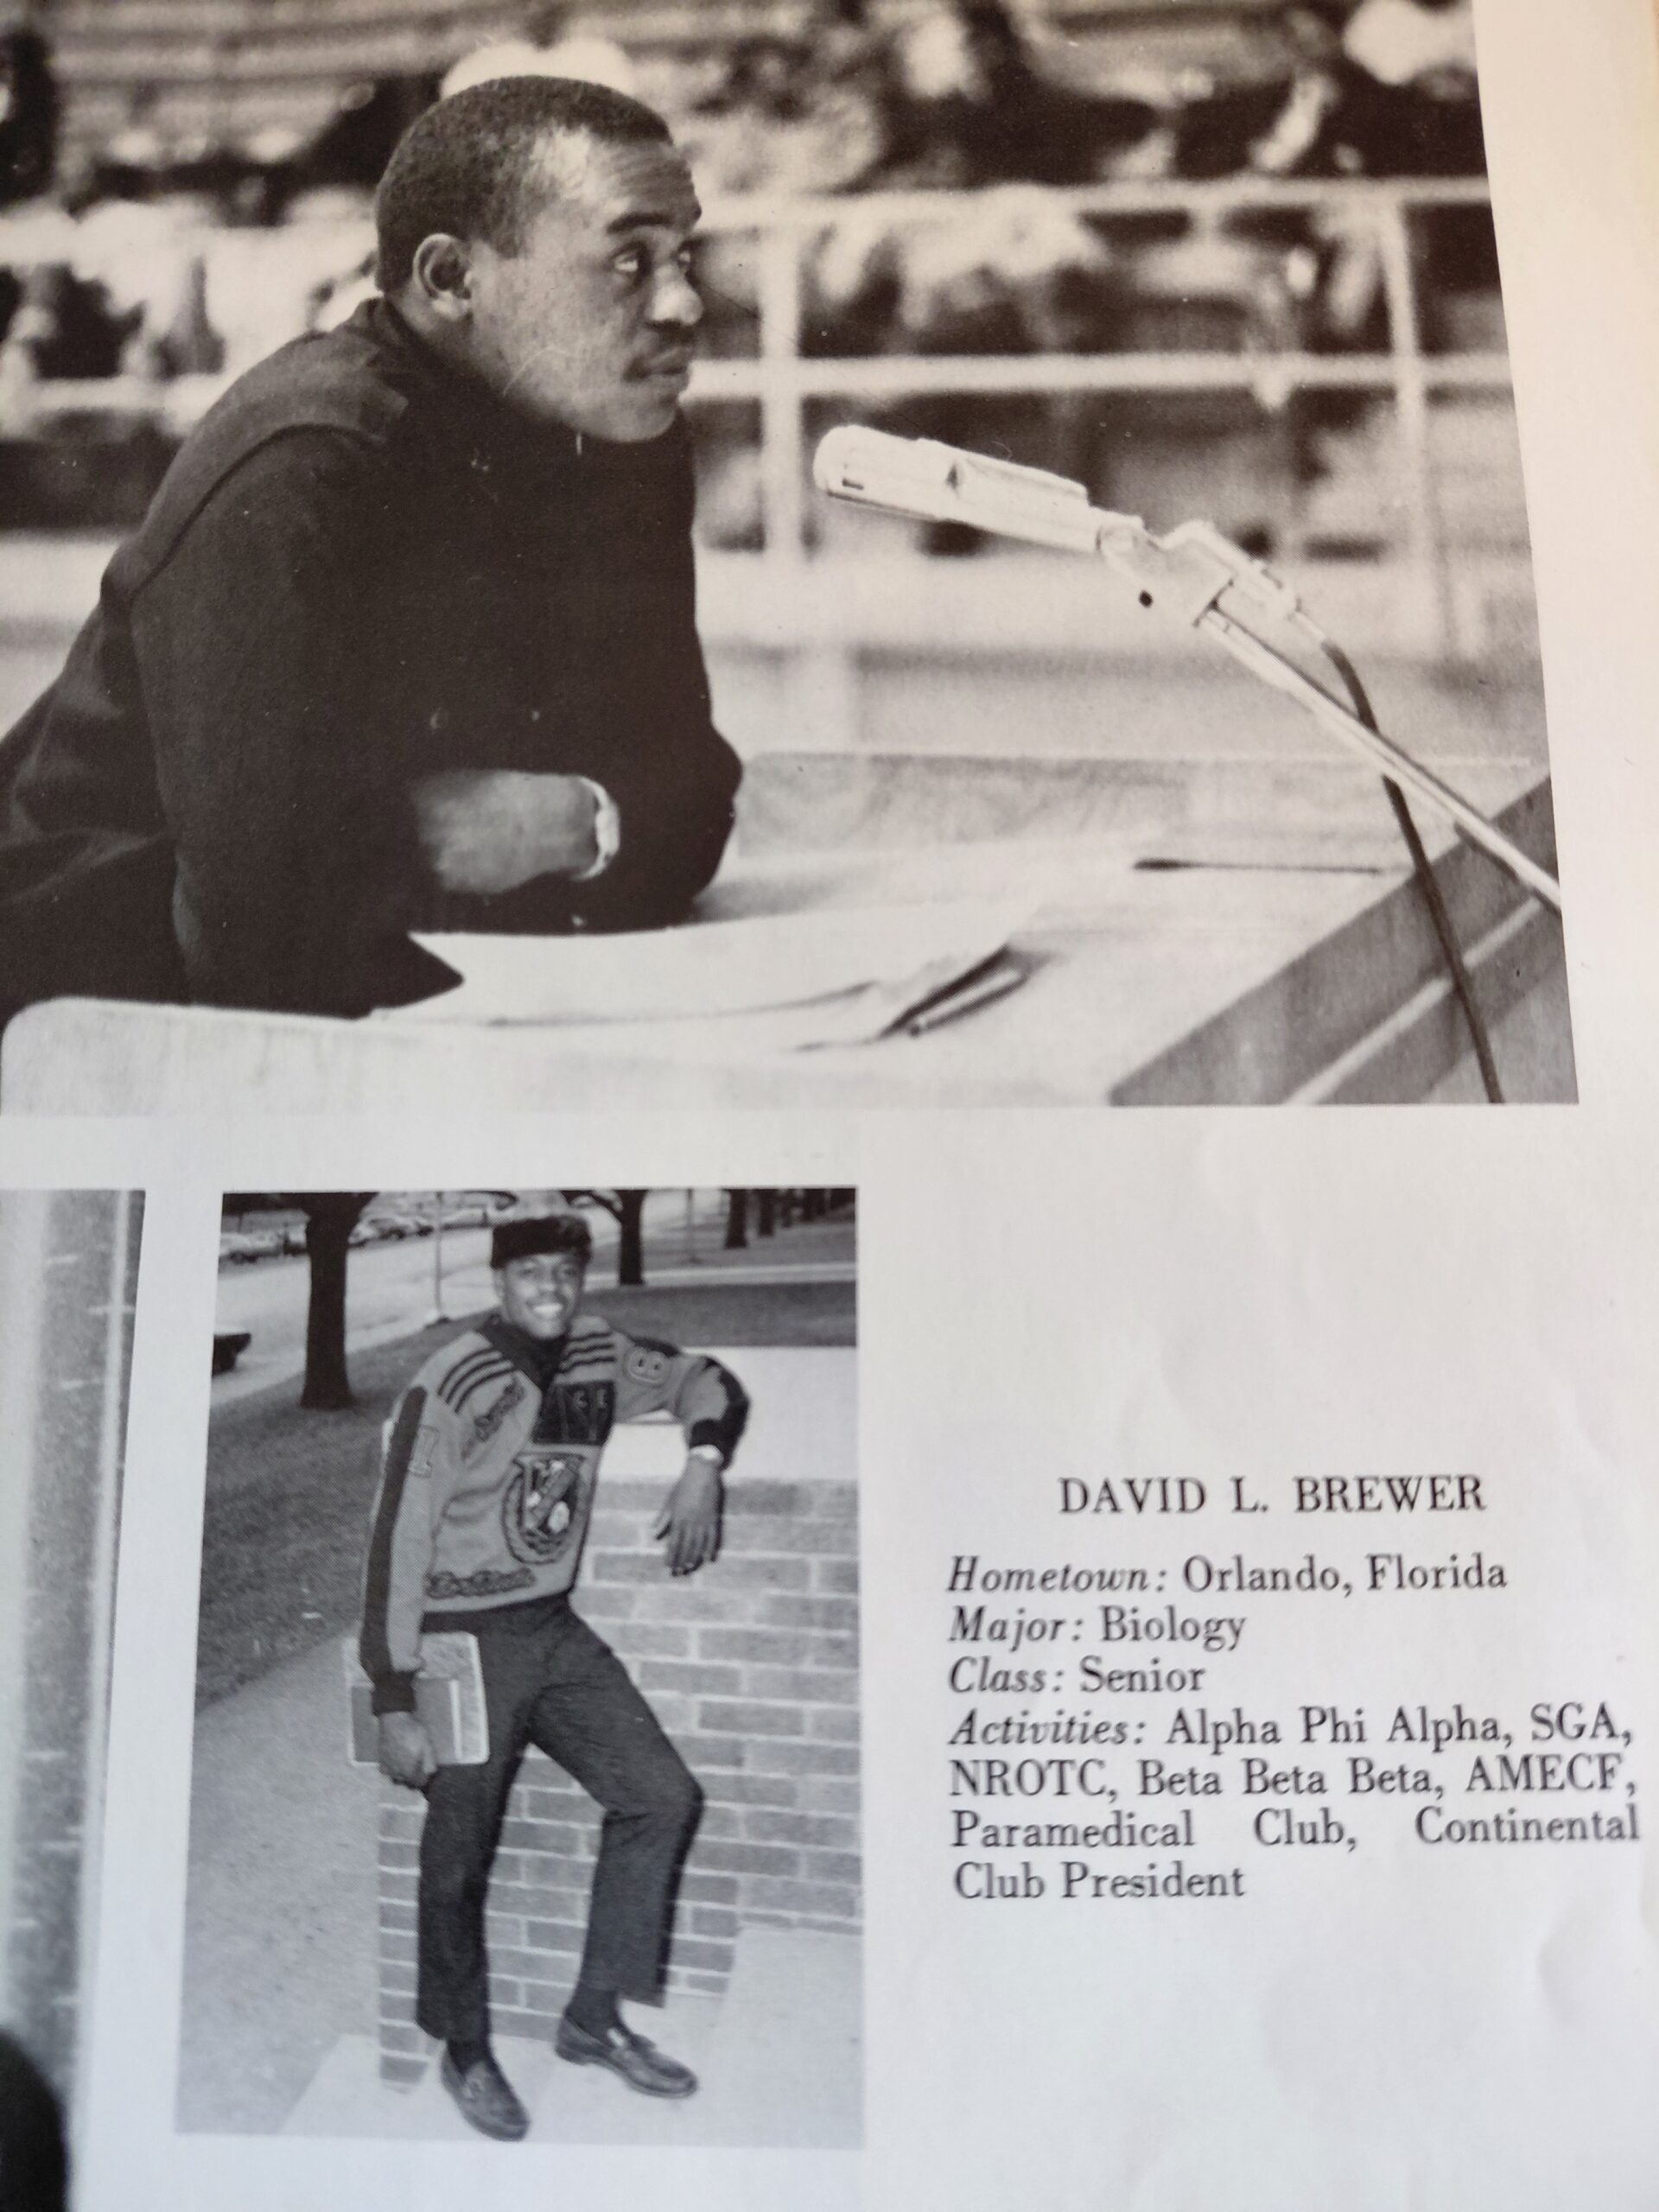 DAVID L. BREWER
Hometown: Orlando, Florida
Major: Biology
Class: Senior
Activities: Alpha Phi Alpha, SGA,
NROTC, Beta Beta Beta, AMECF,
Paramedical Club, Continental
Club President